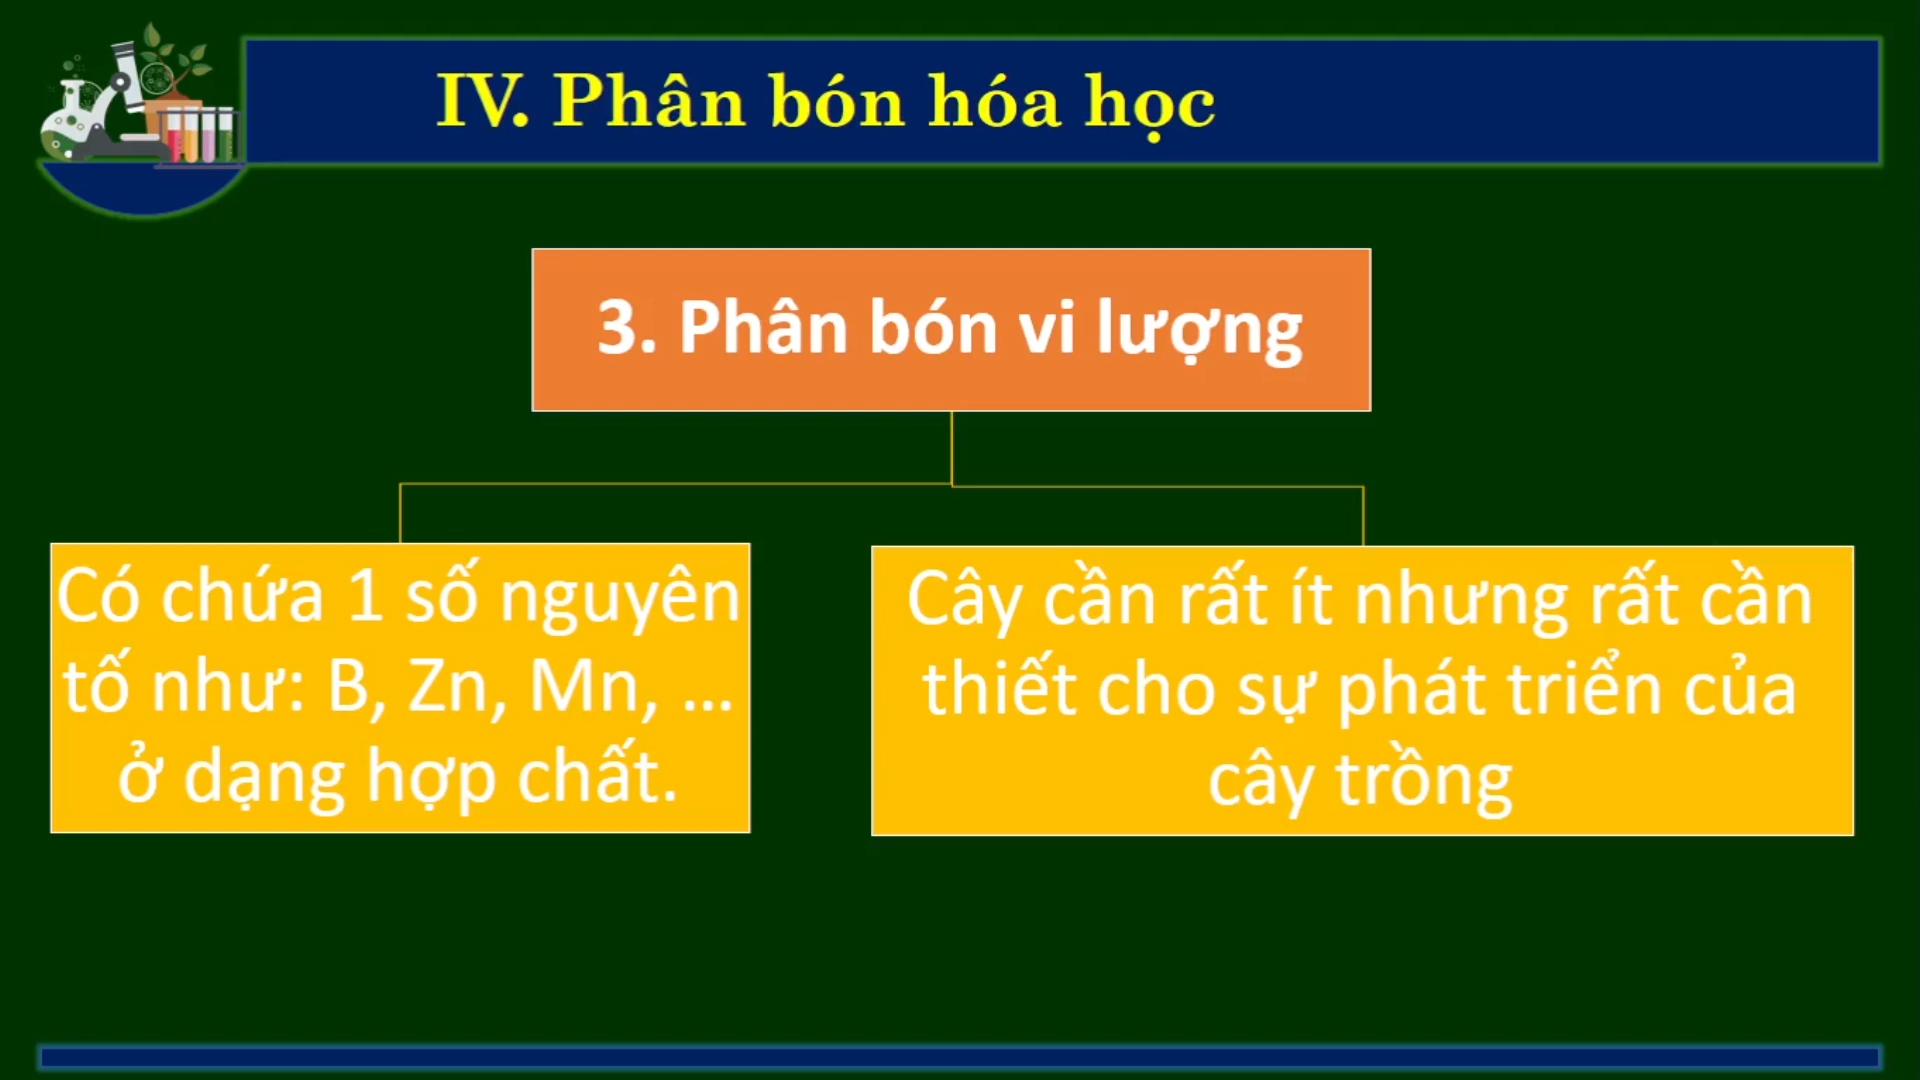 IV. Phân bón hóa học
3. Phân bón vi lượng
Có chứa 1 số nguyên
tố như: B, Zn, Mn, ...
ở dạng hợp chất.
Cây cần rất ít nhưng rất cần
thiết cho sự phát triển của
cây trồng